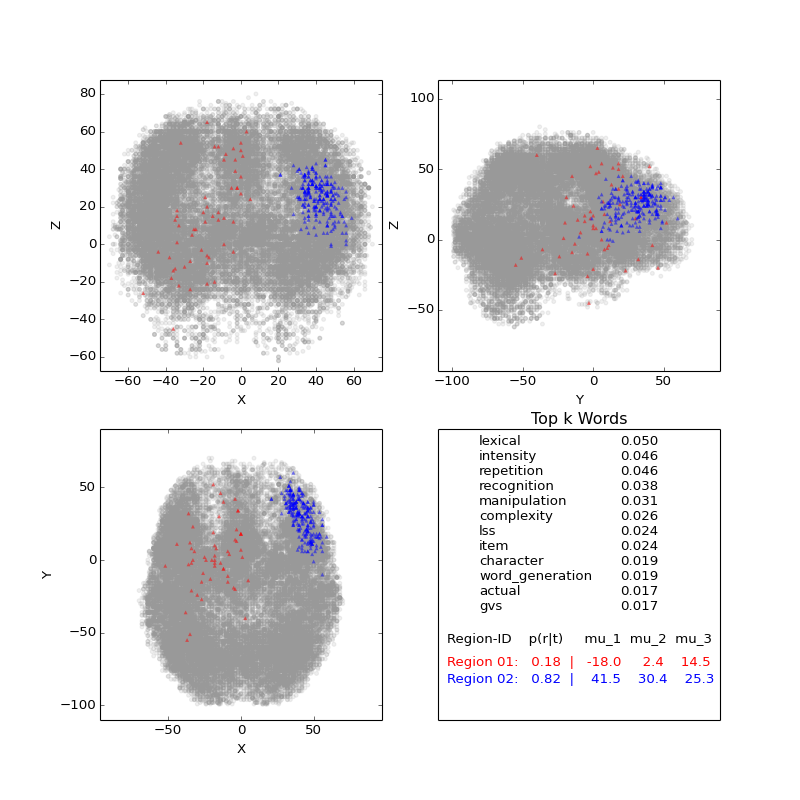 80
60
40
20
0
−20
−40
−60
Z
−60 −40 −20 0 20 40 60
X
100
50
0
−50
Z
−100 −50 0 50
Y
50
0
−50
−100
Y
−50 0 50
X
Top k Words
lexical 0.050
intensity 0.046
repetition 0.046
recognition 0.038
manipulation 0.031
complexity 0.026
lss 0.024
item 0.024
character 0.019
word_generation 0.019
actual 0.017
gvs 0.017
Region-ID p(r|t) mu_1 mu_2 mu_3
Region 01: 0.18 | -18.0 2.4 14.5
Region 02: 0.82 | 41.5 30.4 25.3